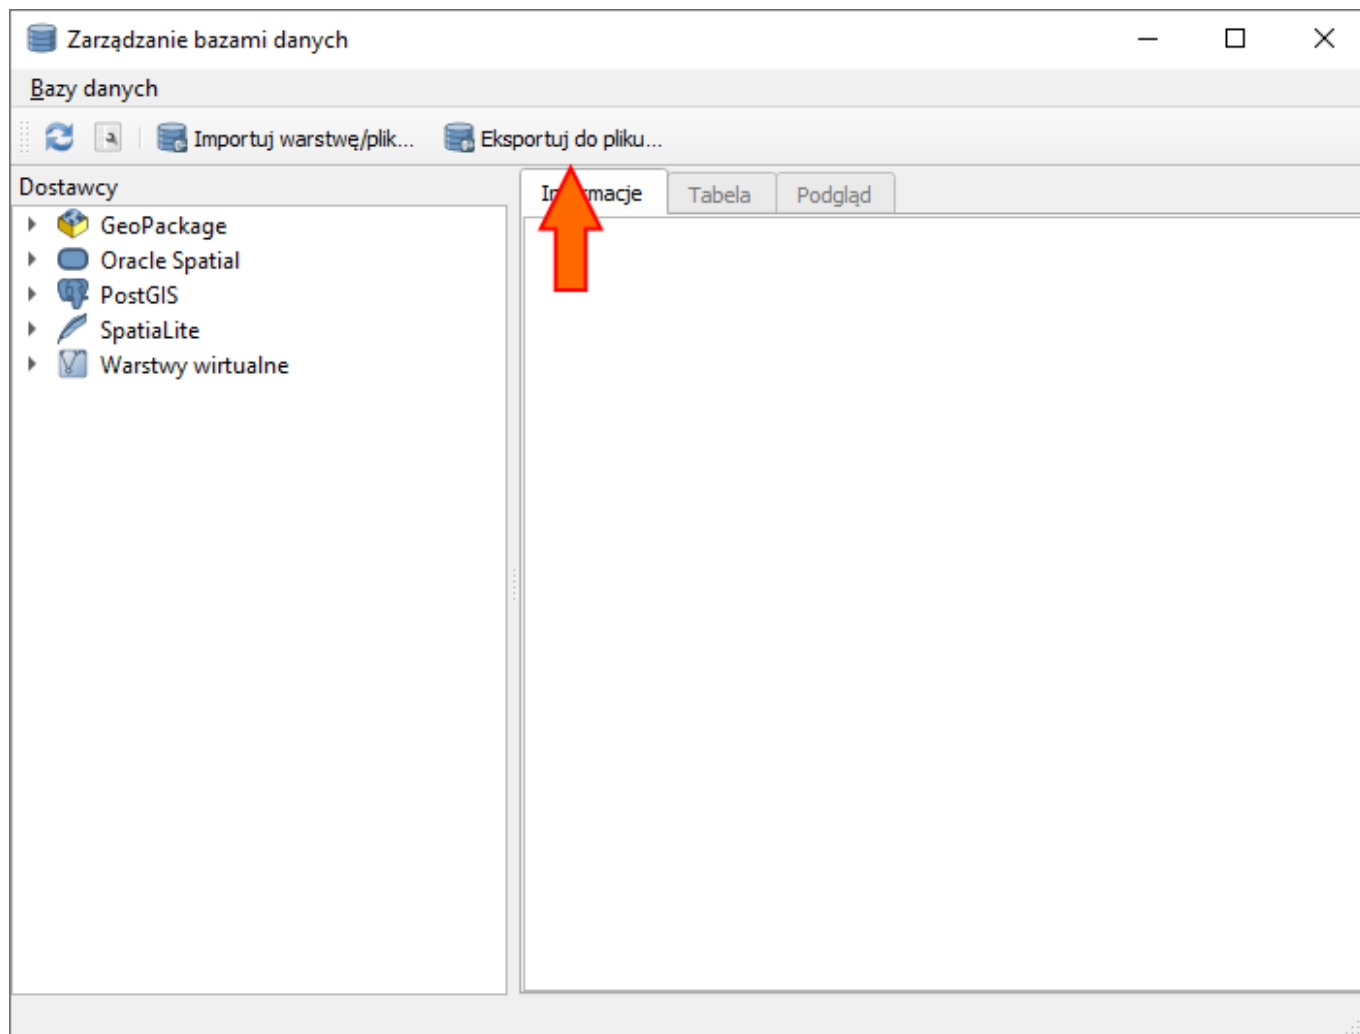 Zarządzanie bazami danych
Bazy danych
Importuj warstwę/plik... Eksportuj do pliku...
Dostawcy
Informacje Tabela Podgląd
GeoPackage
Oracle Spatial
PostGIS
SpatiaLite
Warstwy wirtualne